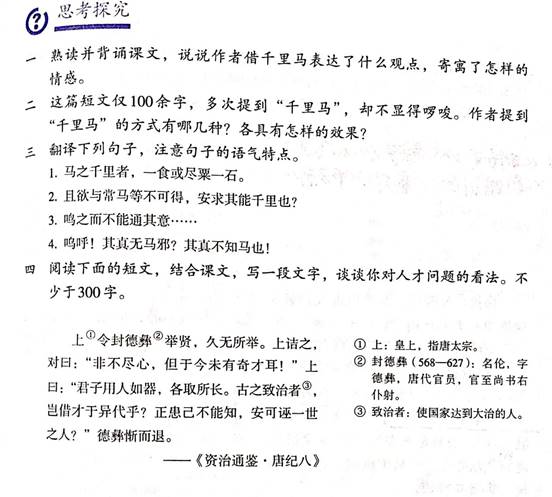 思考探究
一 熟读并背诵课文，说说作者借千里马表达了什么观点，寄寓了怎样的
情感。
二 这篇短文仅100余字，多次提到“千里马”，却不显得啰唆。作者提到
“千里马”的方式有哪几种？各具有怎样的效果？
三 翻译下列句子，注意句子的语气特点。
1. 马之千里者，一食或尽粟一石。
2. 且欲与常马等不可得，安求其能千里也？
3. 鸣之而不能通其意……
4. 呜呼！其真无马邪？其真不知马也！
四 阅读下面的短文，结合课文，写一段文字，谈谈你对人才问题的看法。不
少于300字。
上①令封德彝②举贤，久无所举。上诘之，
对曰：“非不尽心，但于今未有奇才耳！”上
曰：“君子用人如器，各取所长。古之致治者③，
岂借才于异代乎？正患己不能知，安可诬一世
之人？”德彝惭而退。
——《资治通鉴·唐纪八》
① 上：皇上，指唐太宗。
② 封德彝（568—627）：名伦，字
德彝，唐代官员，官至尚书右
仆射。
③ 致治者：使国家达到大治的人。